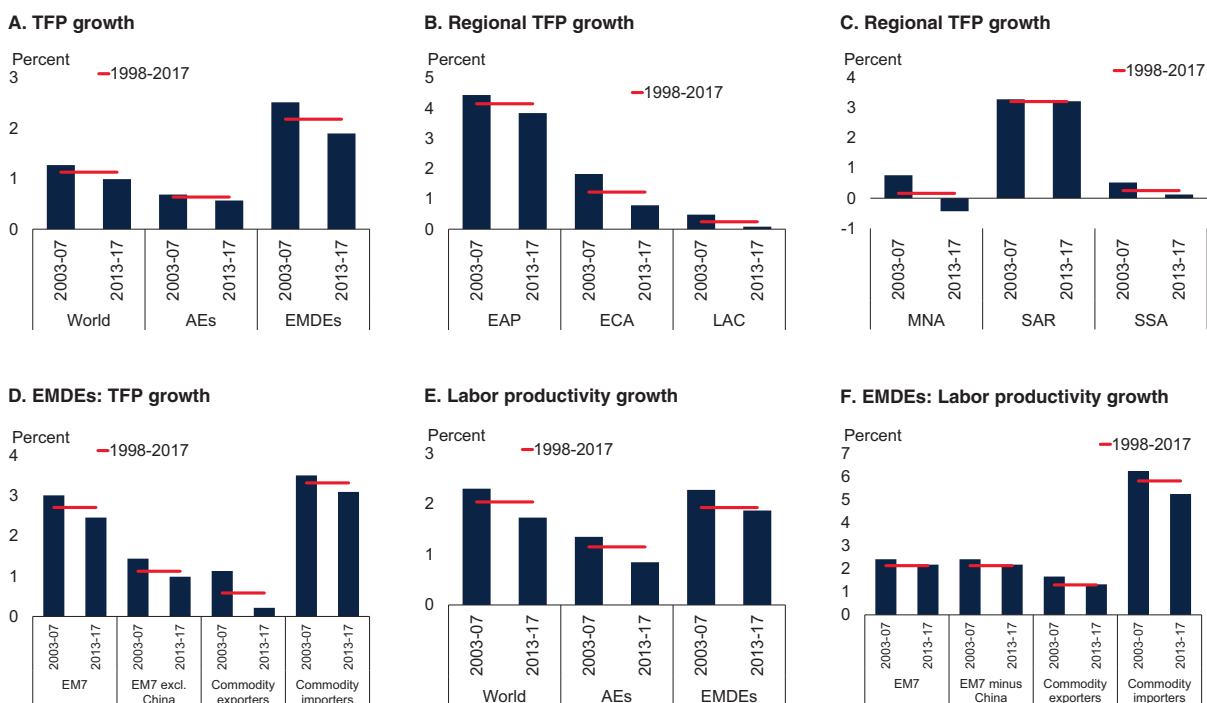 A. TFP growth
Percent
1998-2017
3
2
1
0
2003-07
2013-17
2003-07
2013-17
2003-07
2013-17
World
AEs
EMDEs
B. Regional TFP growth
Percent
1998-2017
5
4
3
2
1
0
2003-07
2013-17
2003-07
2013-17
2003-07
2013-17
EAP
ECA
LAC
C. Regional TFP growth
Percent
1998-2017
4
3
2
1
0
-1
2003-07
2013-17
2003-07
2013-17
2003-07
2013-17
MNA
SAR
SSA
D. EMDEs: TFP growth
Percent
1998-2017
4
3
2
1
0
2003-07
2013-17
2003-07
2013-17
2003-07
2013-17
2003-07
2013-17
EM7
EM7 excl.
China
Commodity
exporters
Commodity
importers
E. Labor productivity growth
Percent
1998-2017
3
2
1
0
2003-07
2013-17
2003-07
2013-17
2003-07
2013-17
World
AEs
EMDEs
F. EMDEs: Labor productivity growth
Percent
1998-2017
7
6
5
4
3
2
1
0
2003-07
2013-17
2003-07
2013-17
2003-07
2013-17
2003-07
2013-17
EM7
EM7 minus
China
Commodity
exporters
Commodity
importers